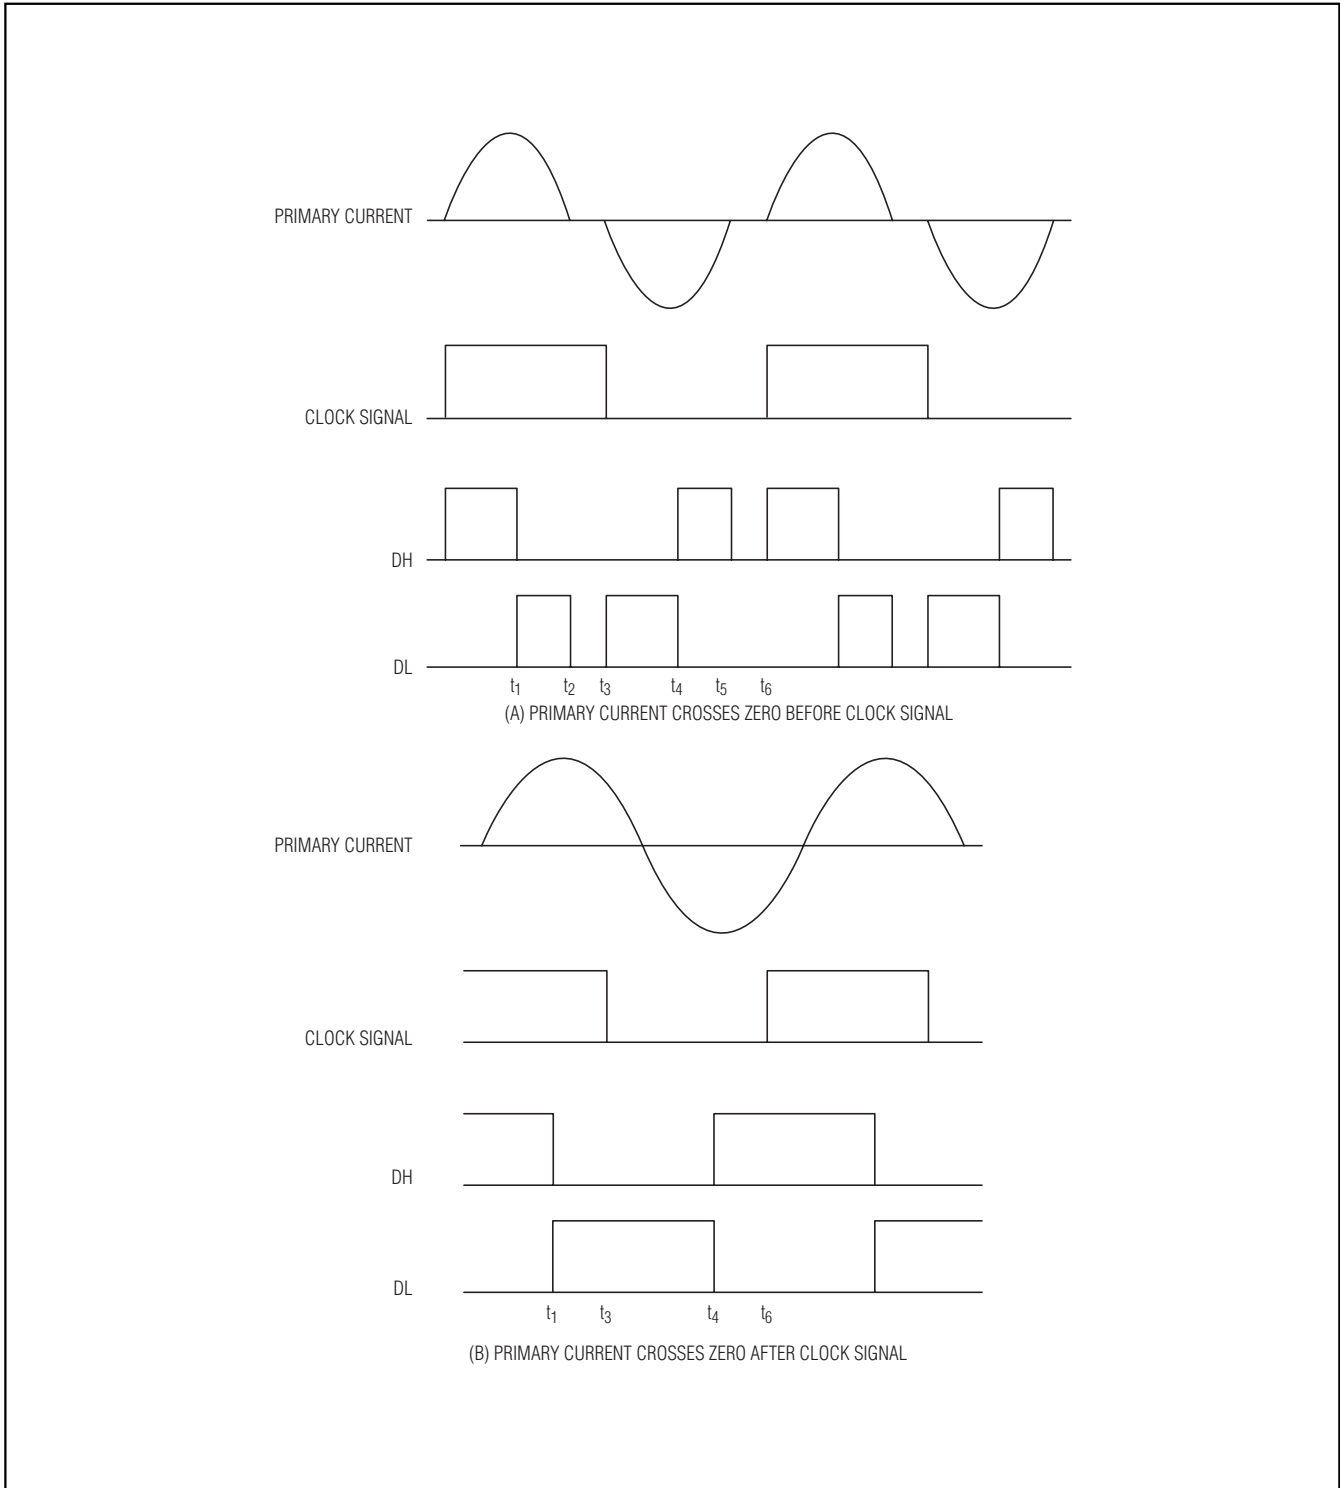 PRIMARY CURRENT
CLOCK SIGNAL
DH
DL
t1 t2 t3 t4 t5 t6
(A) PRIMARY CURRENT CROSSES ZERO BEFORE CLOCK SIGNAL
PRIMARY CURRENT
CLOCK SIGNAL
DH
DL
t1 t3 t4 t6
(B) PRIMARY CURRENT CROSSES ZERO AFTER CLOCK SIGNAL